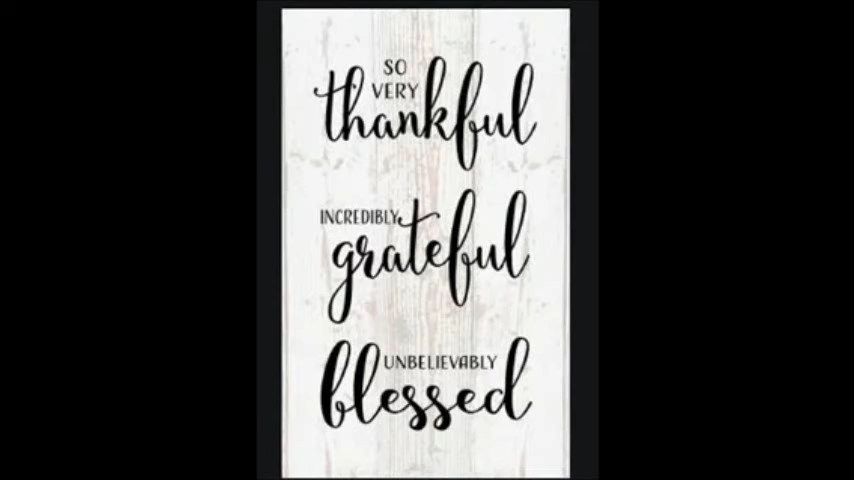 SO
VERY
thankful
INCREDIBLY
grateful
UNBELIEVABLY
blessed